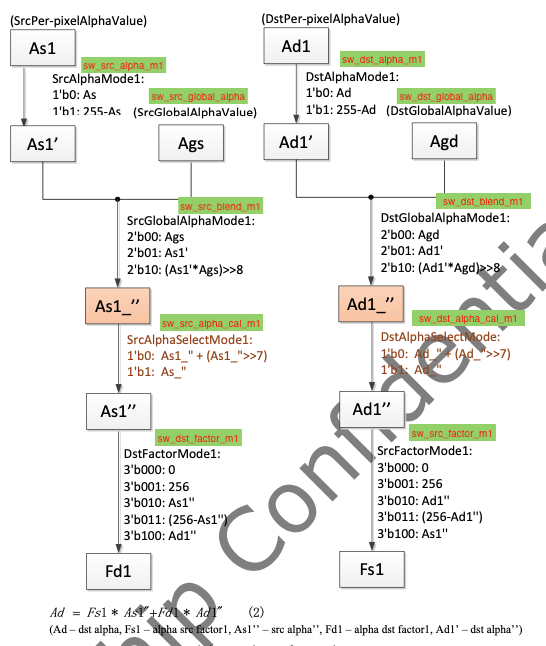 (SrcPer-pixelAlphaValue)
As1
sw_src_alpha_m1
SrcAlphaMode1:
1'b0: As
1'b1: 255-As
sw_src_global_alpha
(SrcGlobalAlphaValue)
As1'
Ags
sw_src_blend_m1
SrcGlobalAlphaMode1:
2'b00: Ags
2'b01: As1'
2'b10: (As1'*Ags)>>8
As1_’’
sw_src_alpha_cal_m1
SrcAlphaSelectMode1:
1'b0: As1_" + (As1_">>7)
1'b1: As_"
As1’’
sw_dst_factor_m1
DstFactorMode1:
3'b000: 0
3'b001: 256
3'b010: As1''
3'b011: (256-As1'')
3'b100: Ad1''
Fd1
(DstPer-pixelAlphaValue)
Ad1
sw_dst_alpha_m1
DstAlphaMode1:
1'b0: Ad
1'b1: 255-Ad
sw_dst_global_alpha
(DstGlobalAlphaValue)
Ad1’
Agd
sw_dst_blend_m1
DstGlobalAlphaMode1:
2'b00: Agd
2'b01: Ad1'
2'b10: (Ad1'*Agd)>>8
Ad1_’’
sw_dst_alpha_cal_m1
DstAlphaSelectMode:
1'b0: Ad_" + (Ad_">>7)
1'b1: Ad_"
Ad1’’
sw_src_factor_m1
SrcFactorMode1:
3'b000: 0
3'b001: 256
3'b010: Ad1''
3'b011: (256-Ad1'')
3'b100: As1''
Fs1
Ad = Fs1* As1″+Fd1* Ad1″ (2)
(Ad – dst alpha, Fs1 – alpha src factor1, As1’’ – src alpha’’, Fd1 – alpha dst factor1, Ad1’ – dst alpha’’)
hip Confidentia